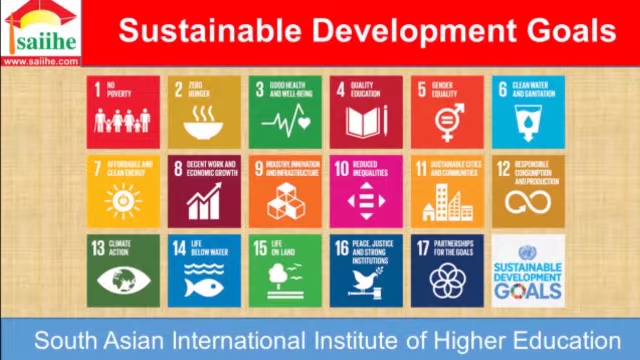 saiihe
www.saiihe.com
Sustainable Development Goals
1 NO POVERTY
2 ZERO HUNGER
3 GOOD HEALTH AND WELL-BEING
4 QUALITY EDUCATION
5 GENDER EQUALITY
6 CLEAN WATER AND SANITATION
7 AFFORDABLE AND CLEAN ENERGY
8 DECENT WORK AND ECONOMIC GROWTH
9 INDUSTRY, INNOVATION AND INFRASTRUCTURE
10 REDUCED INEQUALITIES
11 SUSTAINABLE CITIES AND COMMUNITIES
12 RESPONSIBLE CONSUMPTION AND PRODUCTION
13 CLIMATE ACTION
14 LIFE BELOW WATER
15 LIFE ON LAND
16 PEACE, JUSTICE AND STRONG INSTITUTIONS
17 PARTNERSHIPS FOR THE GOALS
SUSTAINABLE
DEVELOPMENT
GOALS
South Asian International Institute of Higher Education